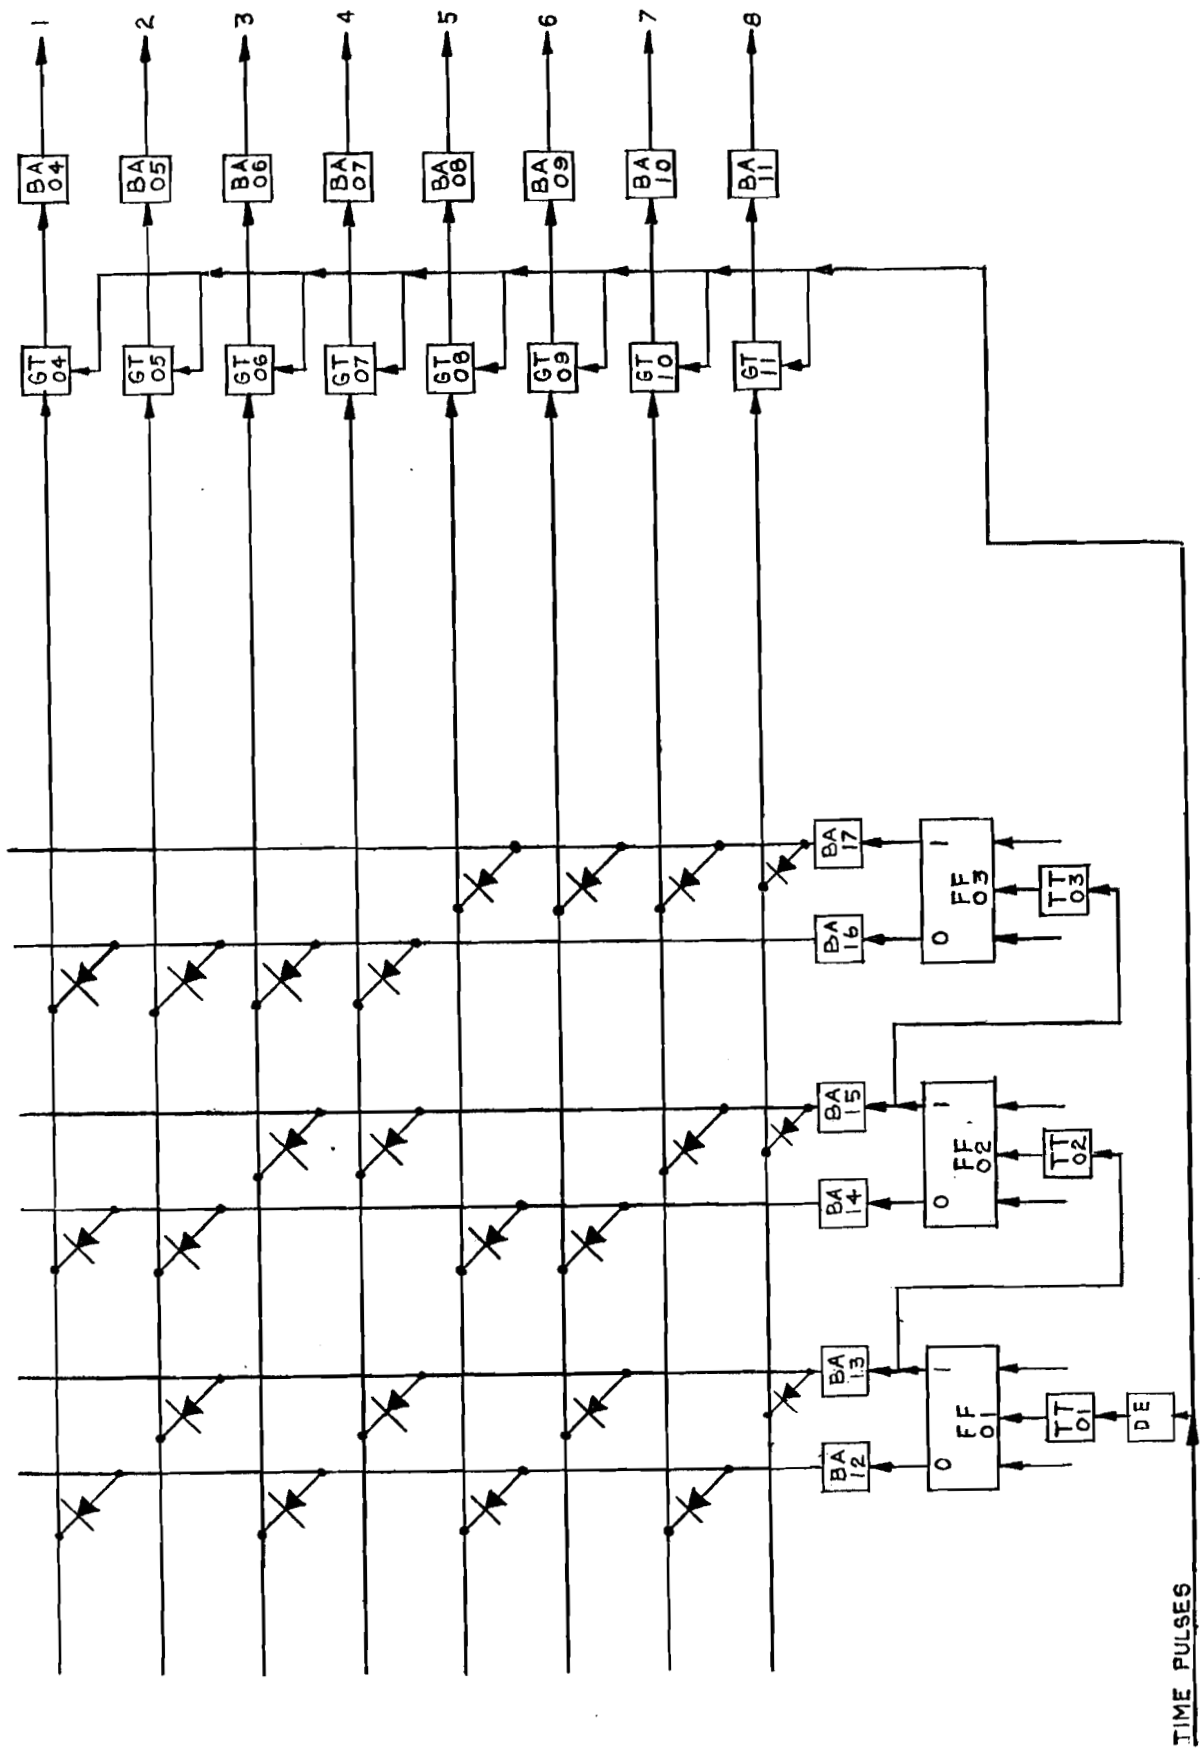 1
2
3
4
5
6
7
8
BA 04
BA 05
BA 06
BA 07
BA 08
BA 09
BA 10
BA 11
GT 04
GT 05
GT 06
GT 07
GT 08
GT 09
GT 10
GT 11
BA 12
BA 13
BA 14
BA 15
BA 16
BA 17
0 FF 01 1
0 FF 02 1
0 FF 03 1
TT 01
TT 02
TT 03
DE
TIME PULSES